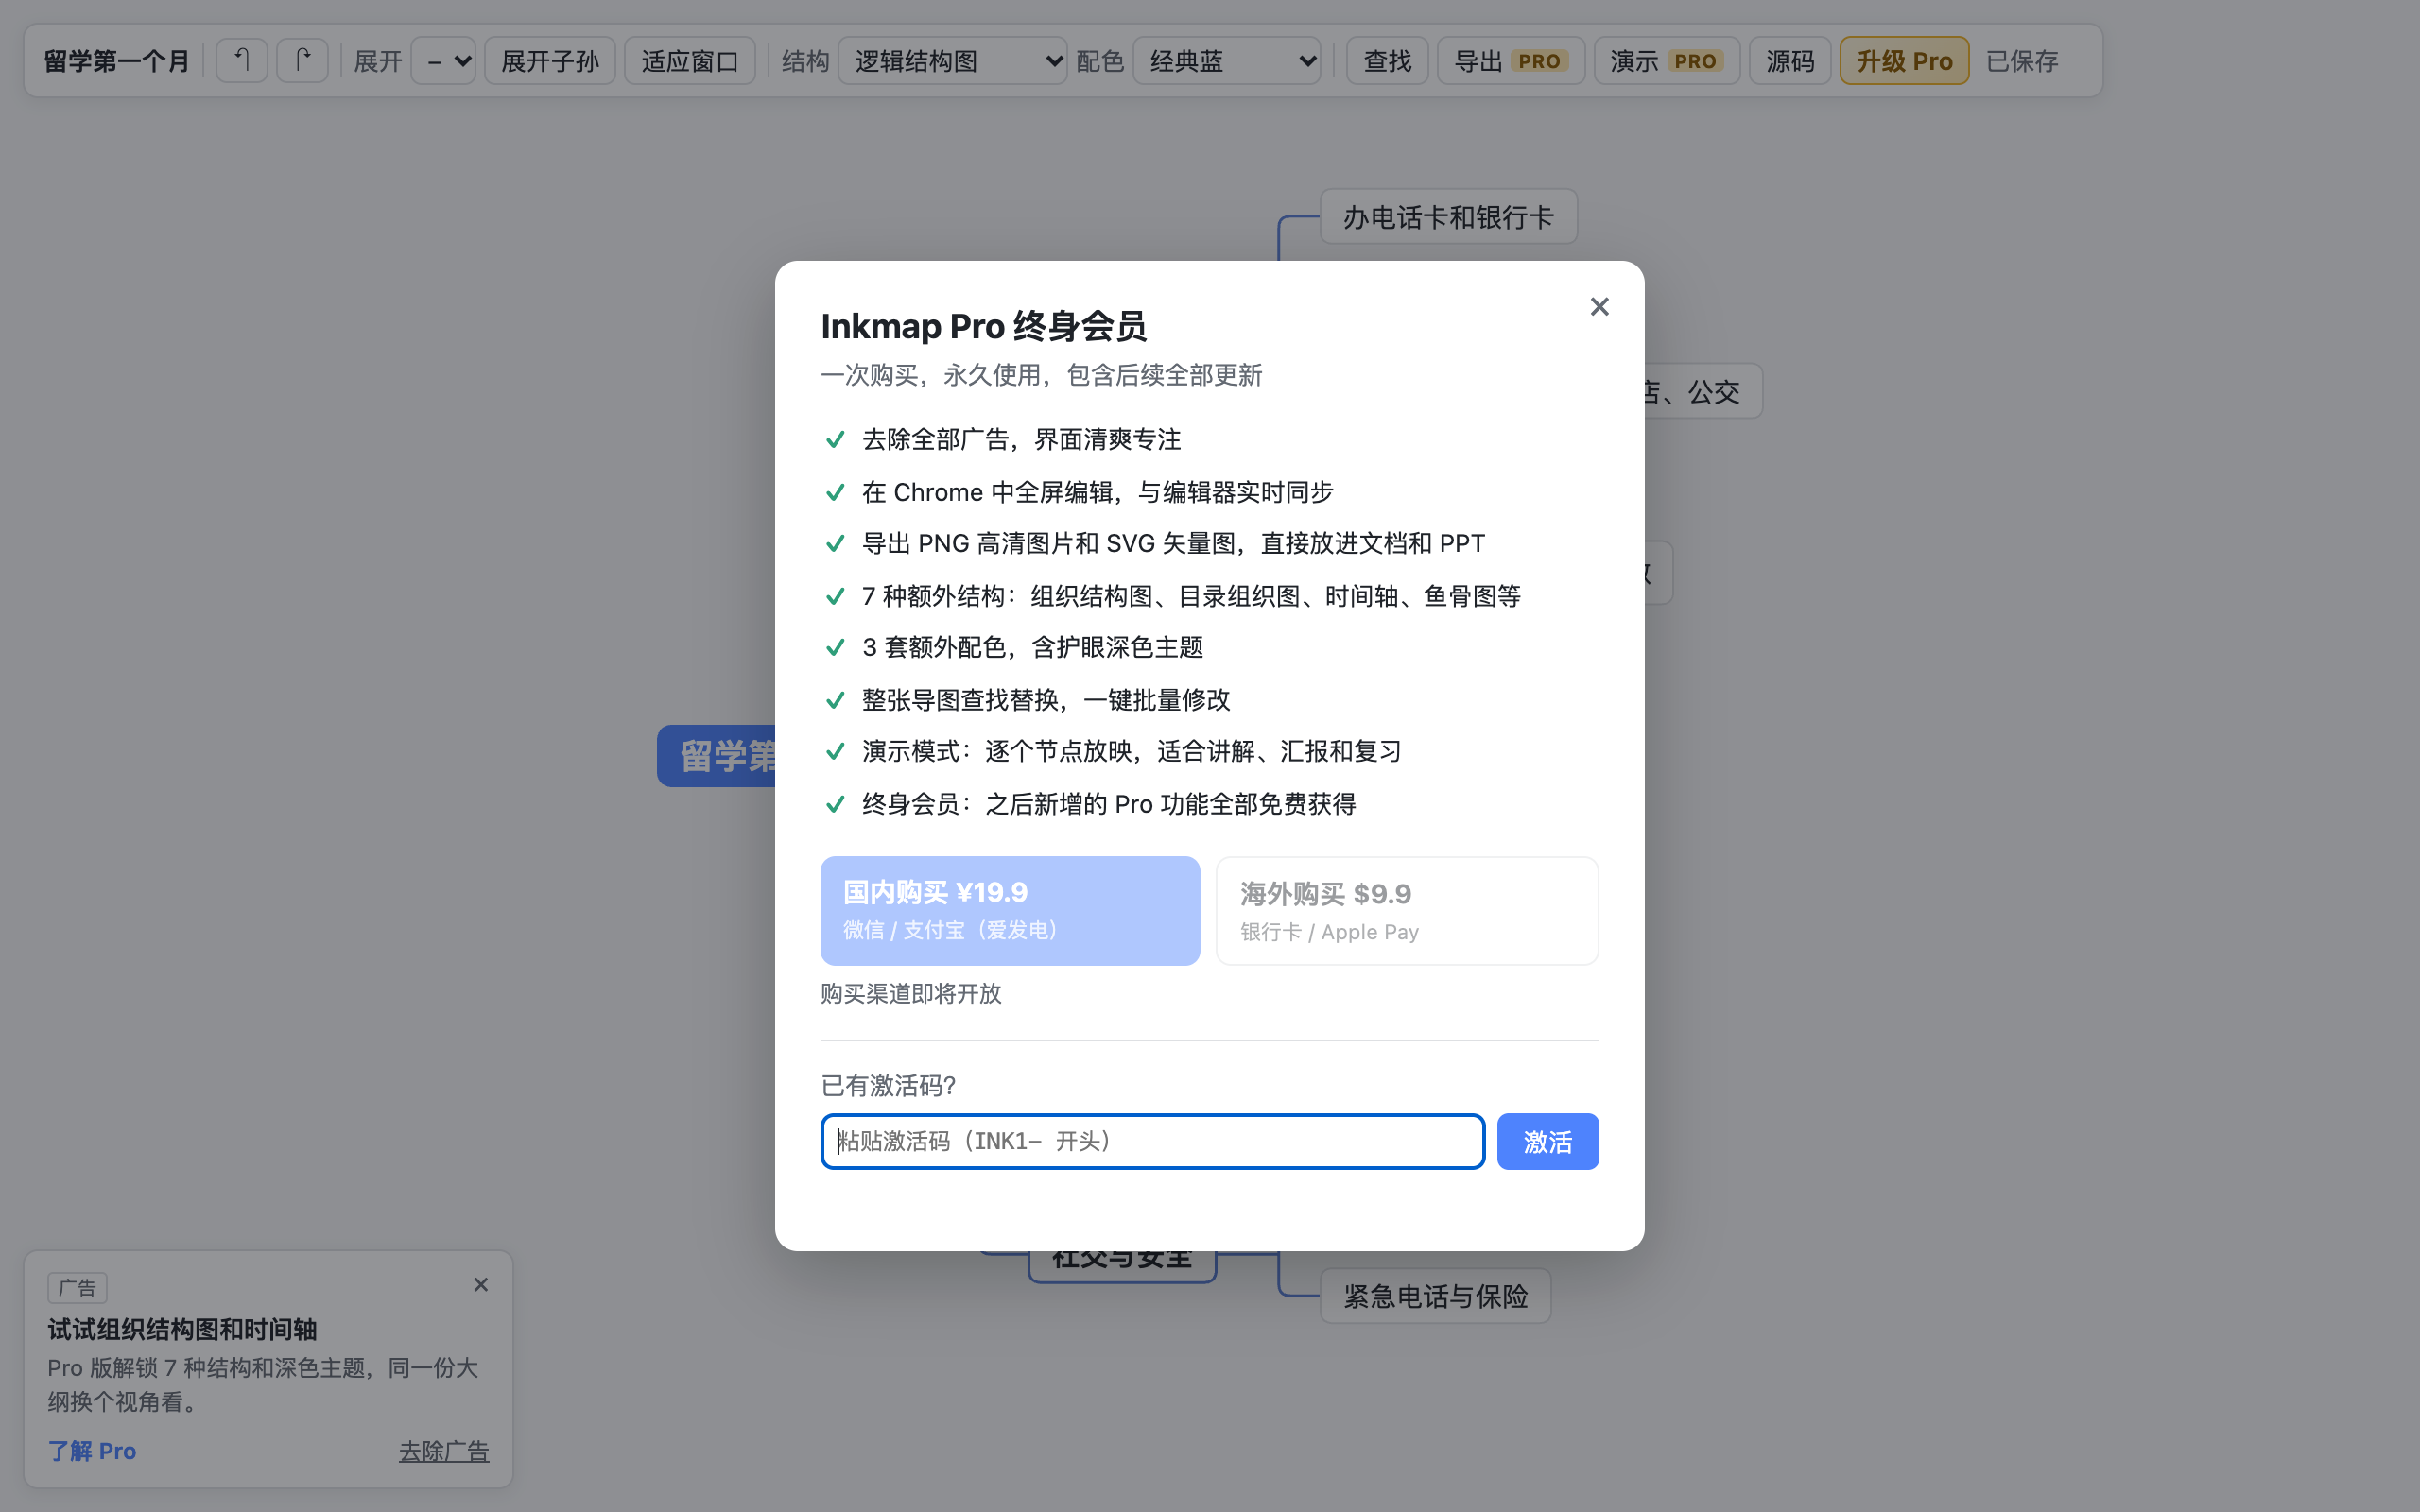 留学第一个月
展开
–
展开子孙
适应窗口
结构
逻辑结构图
配色
经典蓝
查找
导出 PRO
演示 PRO
源码
升级 Pro
已保存
办电话卡和银行卡
、公交
留学第
Inkmap Pro 终身会员
一次购买，永久使用，包含后续全部更新
去除全部广告，界面清爽专注
在 Chrome 中全屏编辑，与编辑器实时同步
导出 PNG 高清图片和 SVG 矢量图，直接放进文档和 PPT
7 种额外结构：组织结构图、目录组织图、时间轴、鱼骨图等
3 套额外配色，含护眼深色主题
整张导图查找替换，一键批量修改
演示模式：逐个节点放映，适合讲解、汇报和复习
终身会员：之后新增的 Pro 功能全部免费获得
国内购买 ¥19.9
微信 / 支付宝（爱发电）
海外购买 $9.9
银行卡 / Apple Pay
购买渠道即将开放
已有激活码？
粘贴激活码（INK1- 开头）
激活
社交与安全
紧急电话与保险
广告
试试组织结构图和时间轴
Pro 版解锁 7 种结构和深色主题，同一份大
纲换个视角看。
了解 Pro
去除广告